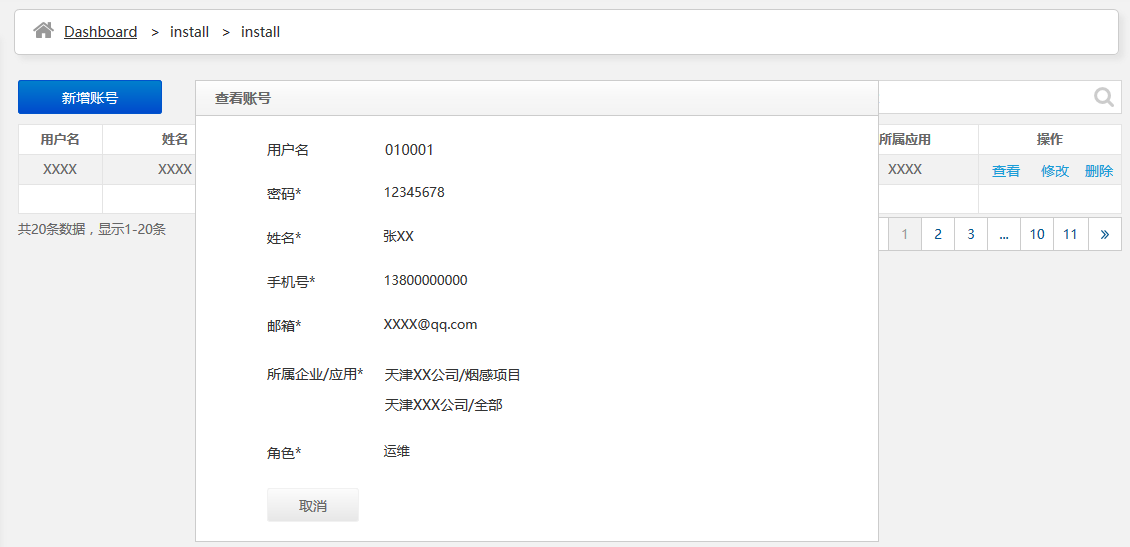 Dashboard > install > install
新增账号
查看账号
用户名 姓名 所属应用 操作
XXXX XXXX XXXX 查看 修改 删除
共20条数据，显示1-20条
1 2 3 ... 10 11 »
用户名 010001
密码* 12345678
姓名* 张XX
手机号* 13800000000
邮箱* XXXX@qq.com
所属企业/应用* 天津XX公司/烟感项目
天津XXX公司/全部
角色* 运维
取消